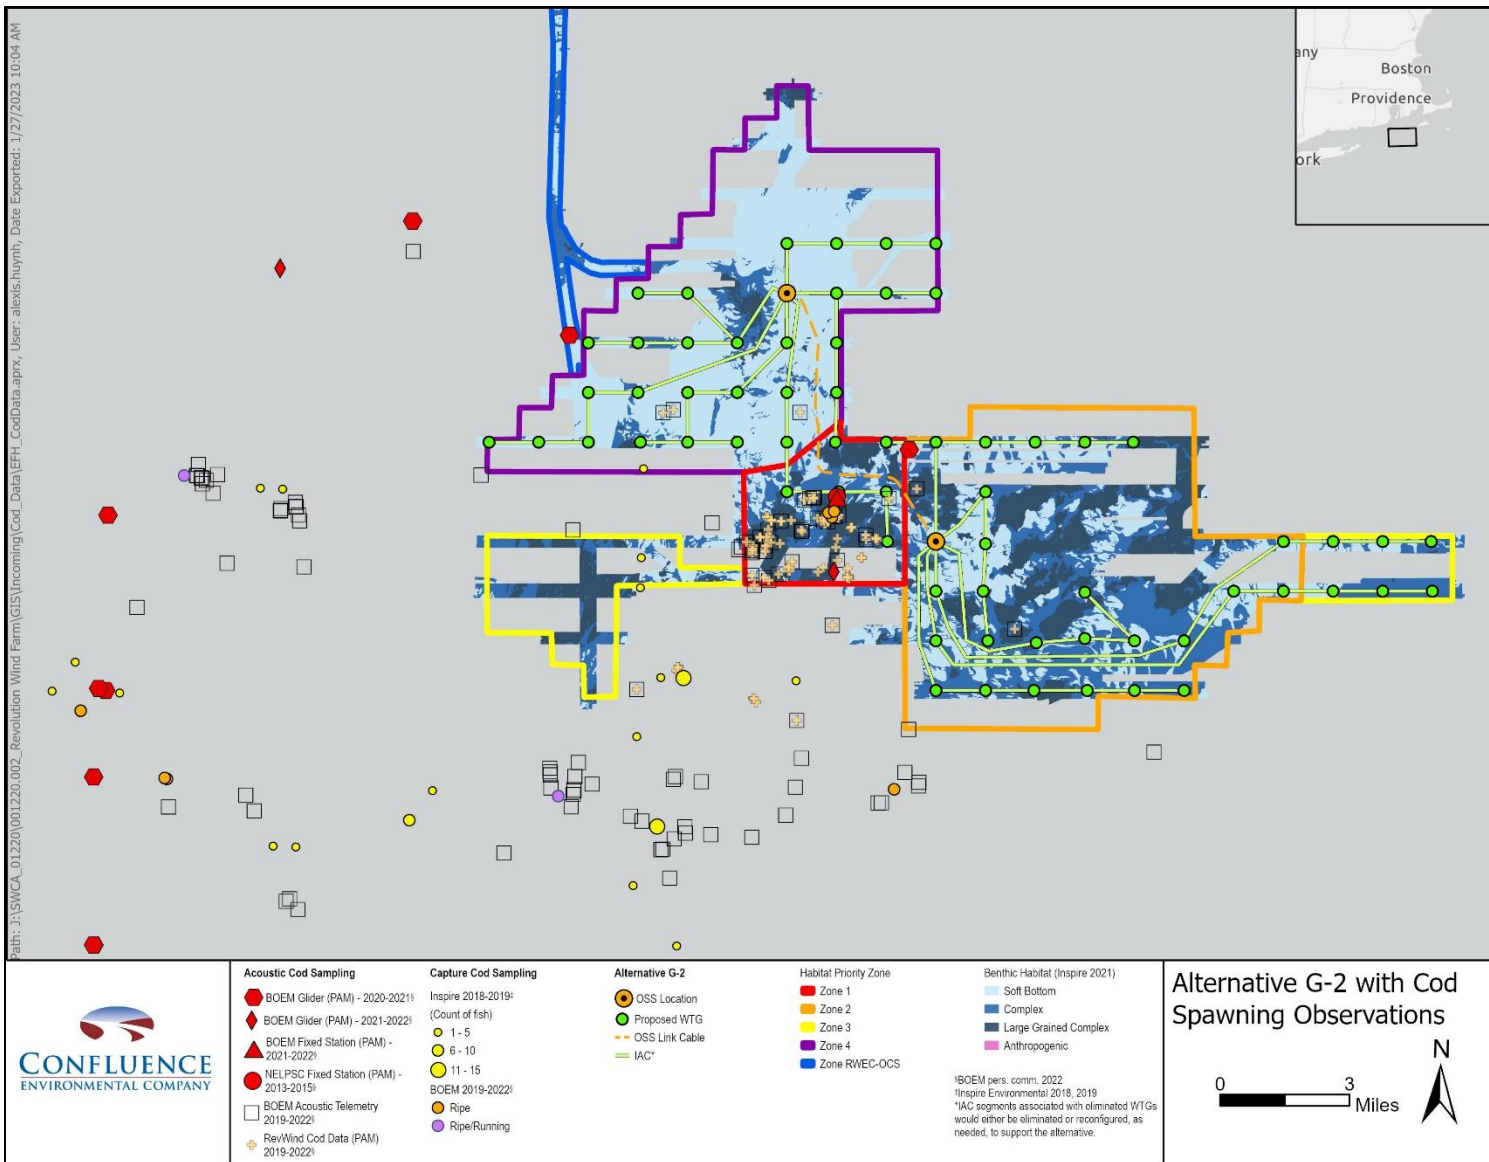 Path: J:\SWCA_01220\001220.002_Revolution Wind Farm\GIS\Incoming\Cod_Data\EFH_CodData.aprx, User: alexis.huynh, Date Exported: 1/27/2023 10:04 AM
any
Boston
Providence
ork
CONFLUENCE
ENVIRONMENTAL COMPANY
Acoustic Cod Sampling
BOEM Glider (PAM) - 2020-2021§
BOEM Glider (PAM) - 2021-2022§
BOEM Fixed Station (PAM) -
2021-2022§
NELPSC Fixed Station (PAM) -
2013-2015§
BOEM Acoustic Telemetry
2019-2022§
RevWind Cod Data (PAM)
2019-2022§
Capture Cod Sampling
Inspire 2018-2019‡
(Count of fish)
1 - 5
6 - 10
11 - 15
BOEM 2019-2022§
Ripe
Ripe/Running
Alternative G-2
OSS Location
Proposed WTG
OSS Link Cable
IAC*
Habitat Priority Zone
Zone 1
Zone 2
Zone 3
Zone 4
Zone RWEC-OCS
Benthic Habitat (Inspire 2021)
Soft Bottom
Complex
Large Grained Complex
Anthropogenic
§BOEM pers. comm. 2022
‡Inspire Environmental 2018, 2019
*IAC segments associated with eliminated WTGs
would either be eliminated or reconfigured, as
needed, to support the alternative.
Alternative G-2 with Cod
Spawning Observations
N
0 3
Miles